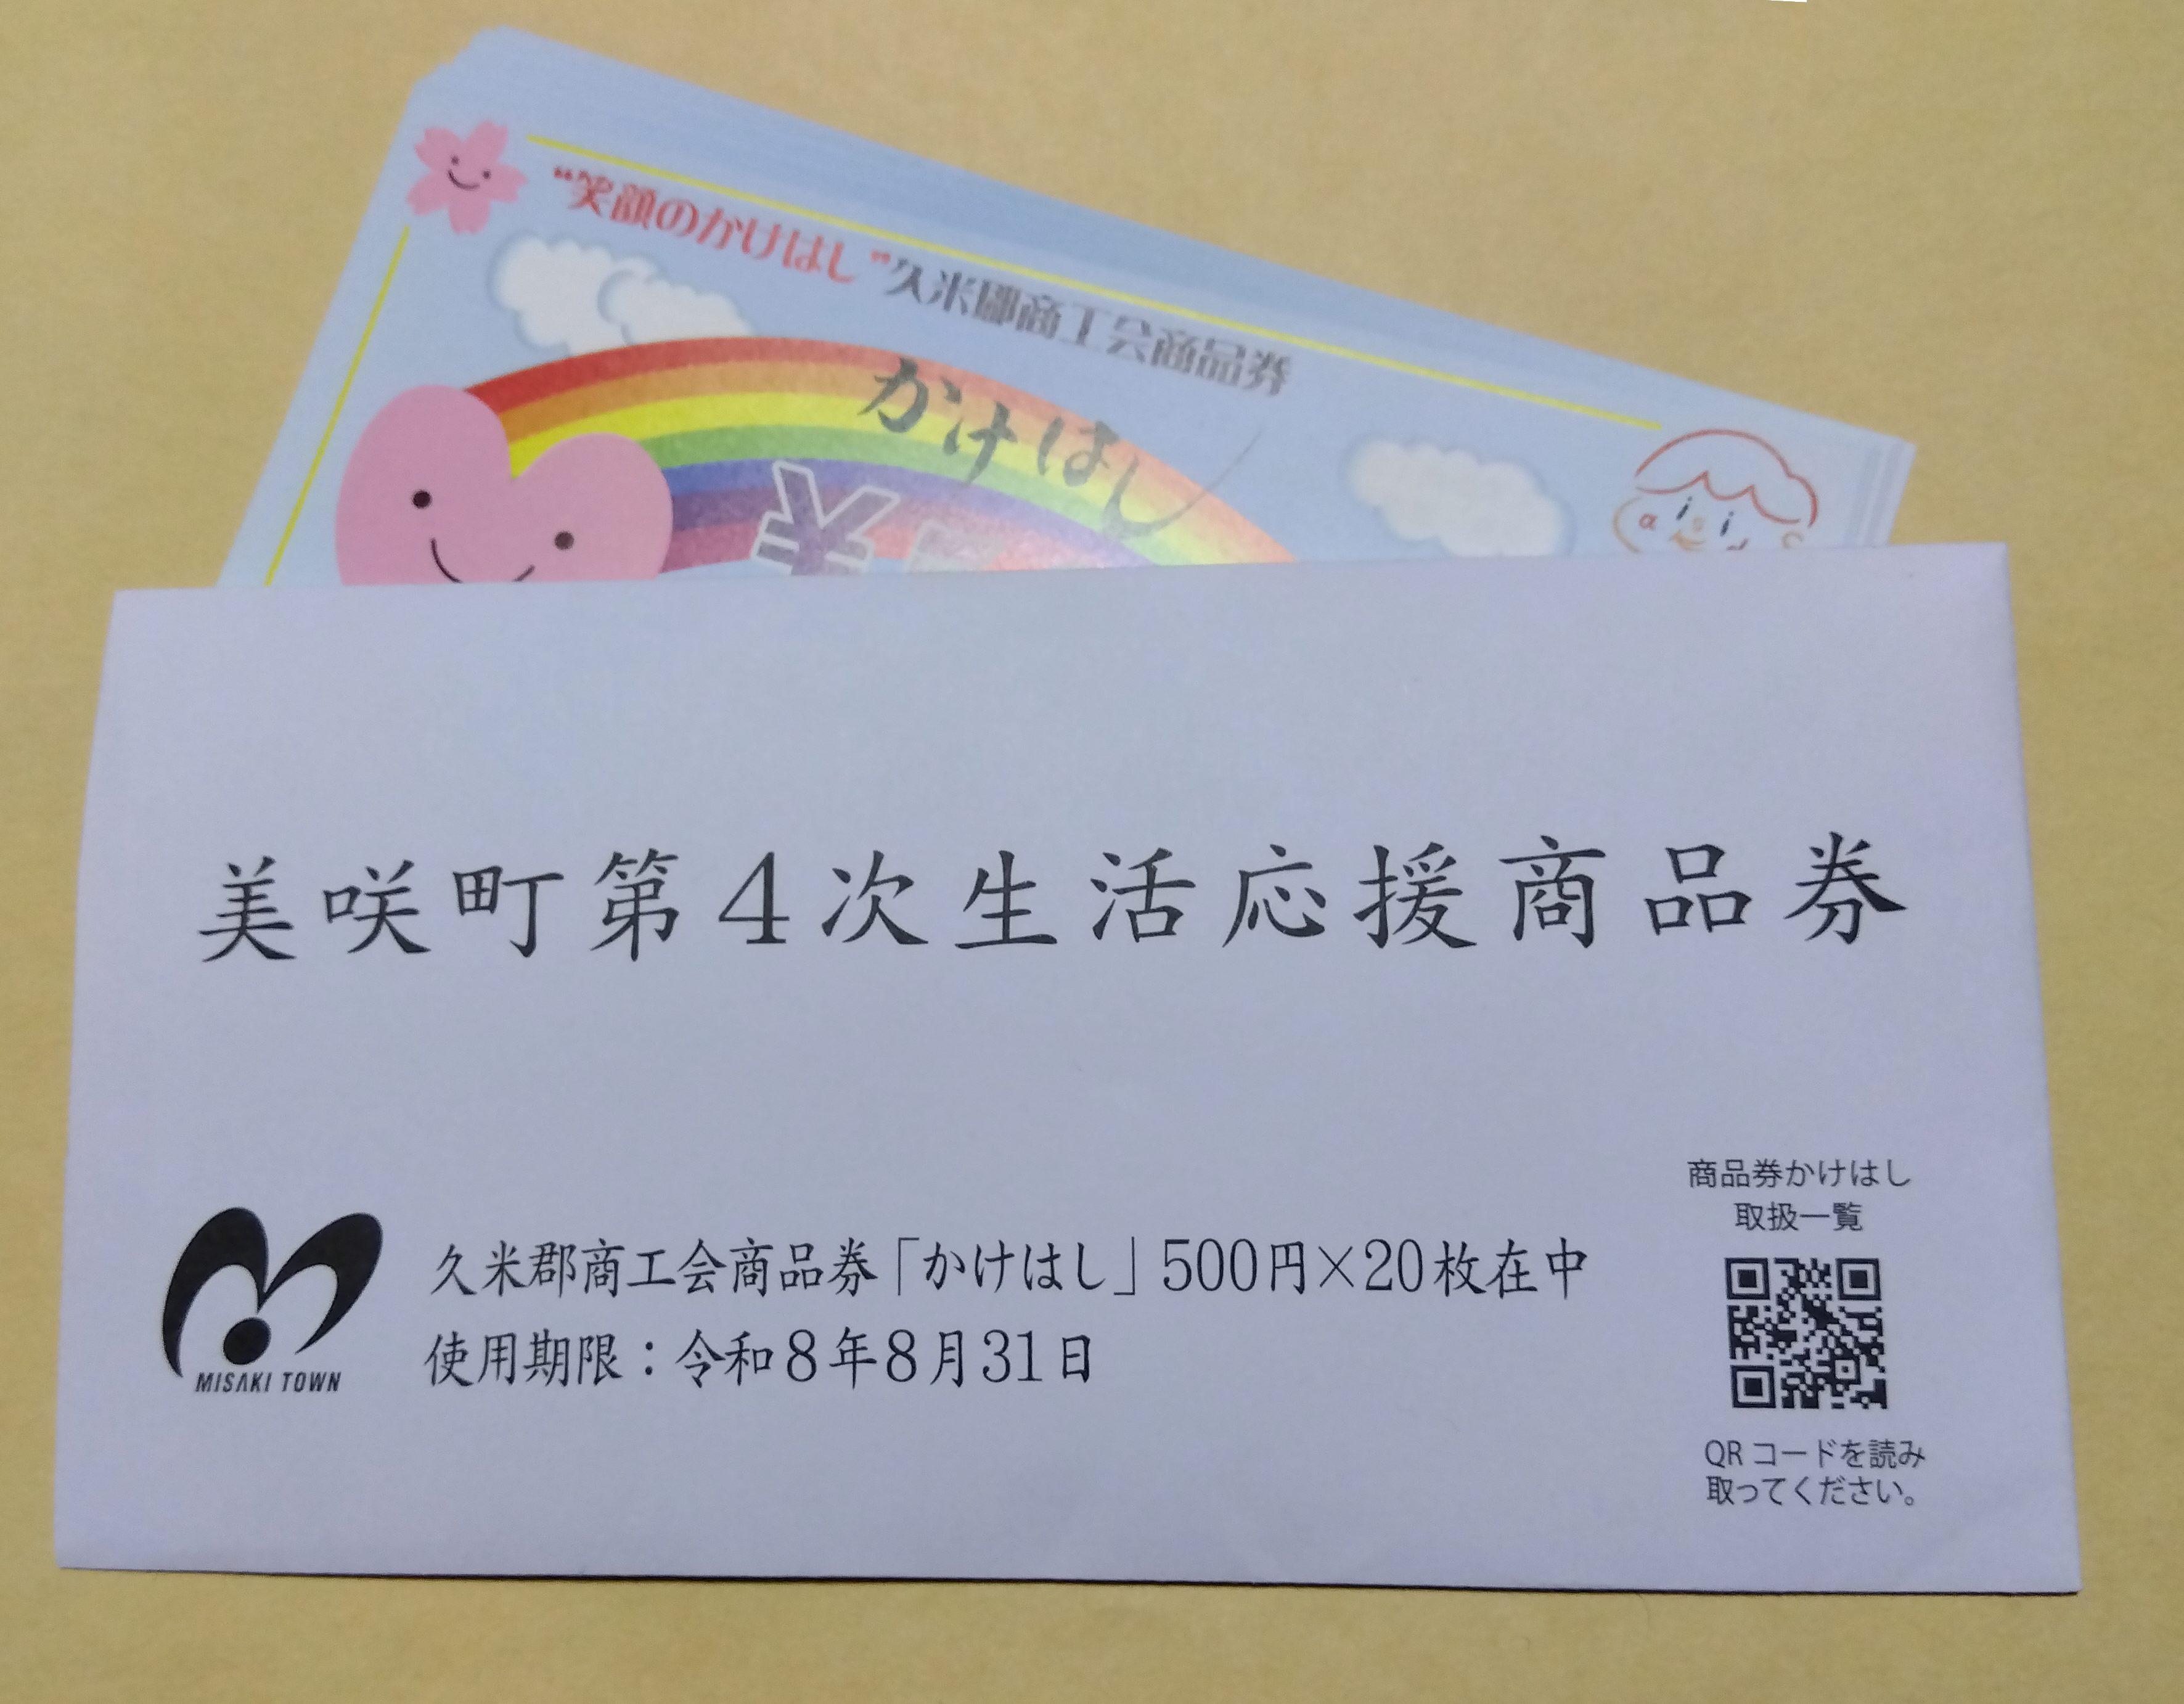 “笑顔のかけはし”久米郡商工会商品券
かけはし
¥
美咲町第4次生活応援商品券
商品券かけはし
取扱一覧
久米郡商工会商品券「かけはし」500円×20枚在中
使用期限：令和8年8月31日
MISAKI TOWN
QRコードを読み
取ってください。